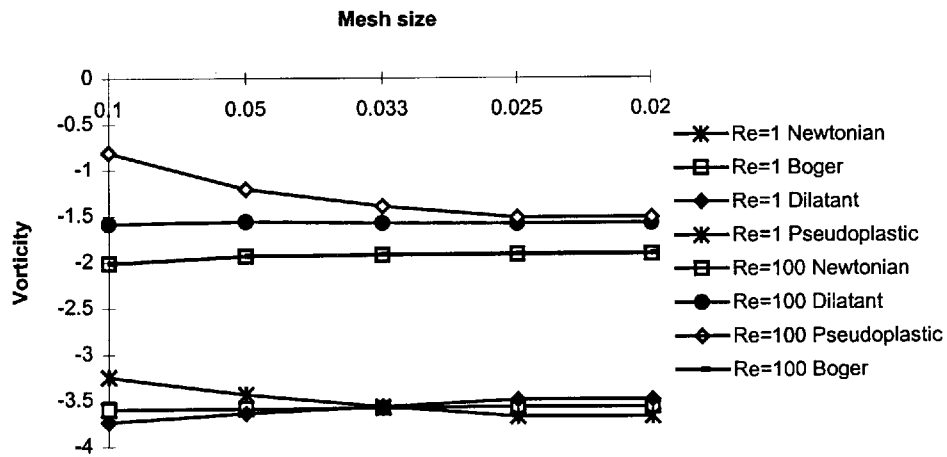 Mesh size
0
0.1
0.05
0.033
0.025
0.02
-0.5
-1
-1.5
-2
-2.5
-3
-3.5
-4
Vorticity
Re=1 Newtonian
Re=1 Boger
Re=1 Dilatant
Re=1 Pseudoplastic
Re=100 Newtonian
Re=100 Dilatant
Re=100 Pseudoplastic
Re=100 Boger